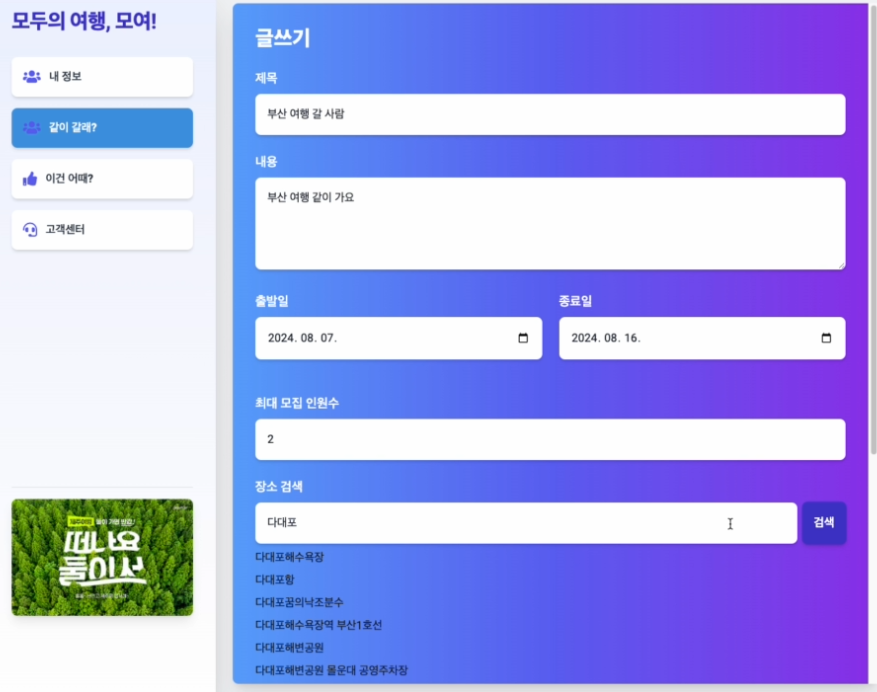 모두의 여행, 모여!
내 정보
같이 갈래?
이건 어때?
고객센터
떠나요
둘이서
글쓰기
제목
부산 여행 갈 사람
내용
부산 여행 같이 가요
출발일
종료일
2024. 08. 07.
2024. 08. 16.
최대 모집 인원수
2
장소 검색
다대포
검색
다대포해수욕장
다대포항
다대포꿈의낙조분수
다대포해수욕장역 부산1호선
다대포해변공원
다대포해변공원 몰운대 공영주차장